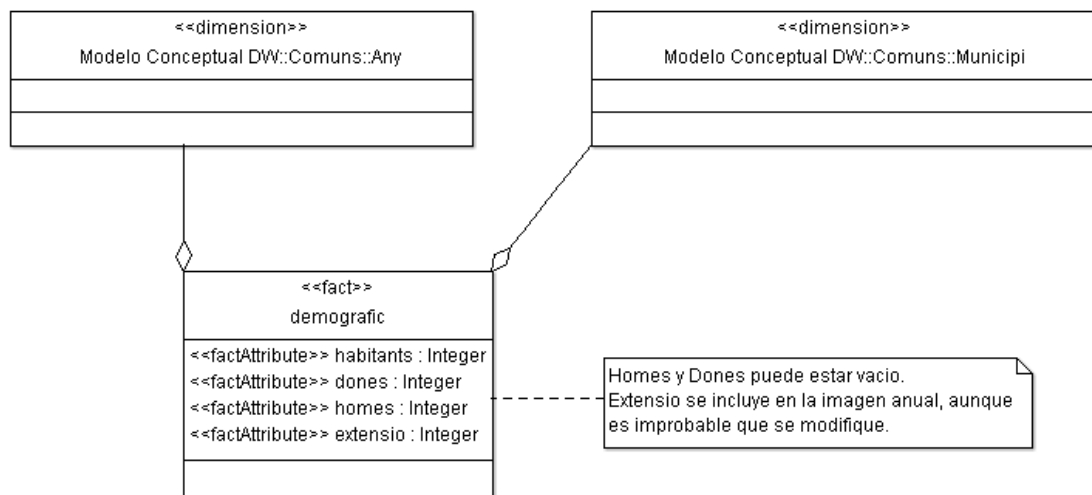 <<dimension>>
Modelo Conceptual DW::Comuns::Any
<<dimension>>
Modelo Conceptual DW::Comuns::Municipi
<<fact>>
demografic
<<factAttribute>> habitants : Integer
<<factAttribute>> dones : Integer
<<factAttribute>> homes : Integer
<<factAttribute>> extensio : Integer
Homes y Dones puede estar vacio.
Extensio se incluye en la imagen anual, aunque
es improbable que se modifique.